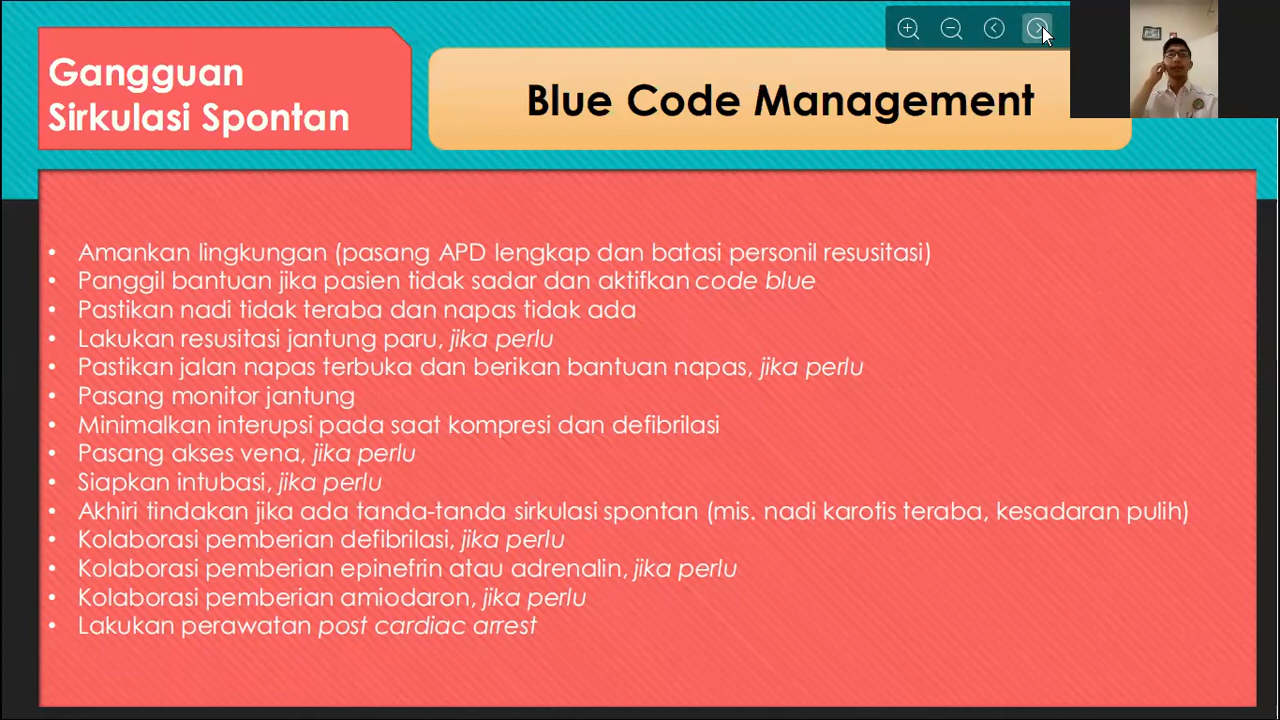 Gangguan
Sirkulasi Spontan
Blue Code Management
• Amankan lingkungan (pasang APD lengkap dan batasi personil resusitasi)
• Panggil bantuan jika pasien tidak sadar dan aktifkan code blue
• Pastikan nadi tidak teraba dan napas tidak ada
• Lakukan resusitasi jantung paru, jika perlu
• Pastikan jalan napas terbuka dan berikan bantuan napas, jika perlu
• Pasang monitor jantung
• Minimalkan interupsi pada saat kompresi dan defibrilasi
• Pasang akses vena, jika perlu
• Siapkan intubasi, jika perlu
• Akhiri tindakan jika ada tanda-tanda sirkulasi spontan (mis. nadi karotis teraba, kesadaran pulih)
• Kolaborasi pemberian defibrilasi, jika perlu
• Kolaborasi pemberian epinefrin atau adrenalin, jika perlu
• Kolaborasi pemberian amiodaron, jika perlu
• Lakukan perawatan post cardiac arrest